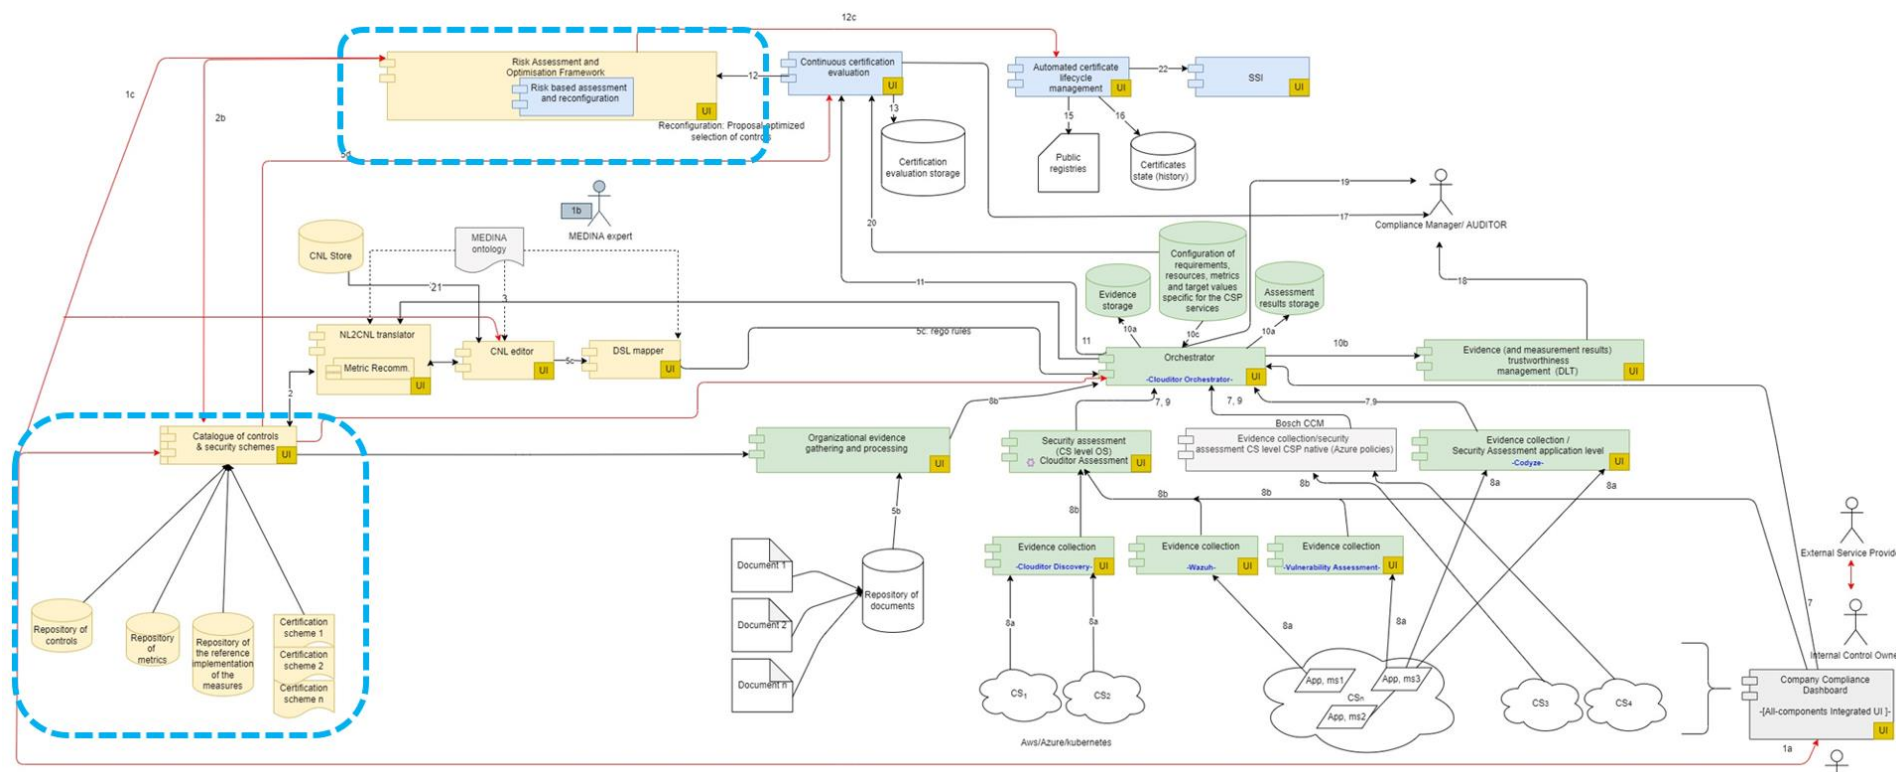 12c
1c
2b
Risk Assessment and
Optimisation Framework
Risk based assessment
and reconfiguration
UI
Reconfiguration: Proposal optimized
selection of controls
12
Continuous certification
evaluation
UI
13
Certification
evaluation storage
Automated certificate
lifecycle
management
UI
22
SSI
UI
15
16
Public
registries
Certificates
state (history)
19
17
Compliance Manager/ AUDITOR
18
20
1b
MEDINA expert
MEDINA
ontology
CNL Store
21
3
11
Configuration of
requirements,
resources, metrics
and target values
specific for the CSP
services
Evidence
storage
Assessment
results storage
10a
10c
10a
NL2CNL translator
Metric Recomm.
UI
CNL editor
UI
5c
DSL mapper
UI
5c: rego rules
11
Orchestrator
-Clouditor Orchestrator-
UI
10b
Evidence (and measurement results)
trustworthiness
management (DLT)
UI
2
8b
7, 9
7, 9
7,9
Catalogue of controls
& security schemes
UI
Organizational evidence
gathering and processing
UI
Security assessment
(CS level OS)
Clouditor Assessment
UI
Bosch CCM
Evidence collection/security
assessment CS level CSP native (Azure policies)
Evidence collection /
Security Assessment application level
-Codyze-
UI
8b
8a
8a
5b
8b
8b
8b
Document 1
Document 2
Document n
Repository of
documents
Evidence collection
-Clouditor Discovery-
UI
Evidence collection
-Wazuh-
UI
Evidence collection
-Vulnerability Assessment-
UI
External Service Provide
Internal Control Owne
7
8a
8a
8a
8a
Repository of
controls
Repository
of
metrics
Repository of
the reference
implementation
of the
measures
Certification
scheme 1
Certification
scheme 2
Certification
scheme n
CS1
CS2
App, ms1
App, ms3
CSn
App, ms2
CS3
CS4
Aws/Azure/kubernetes
Company Compliance
Dashboard
-[All-components Integrated UI ]-
UI
1a